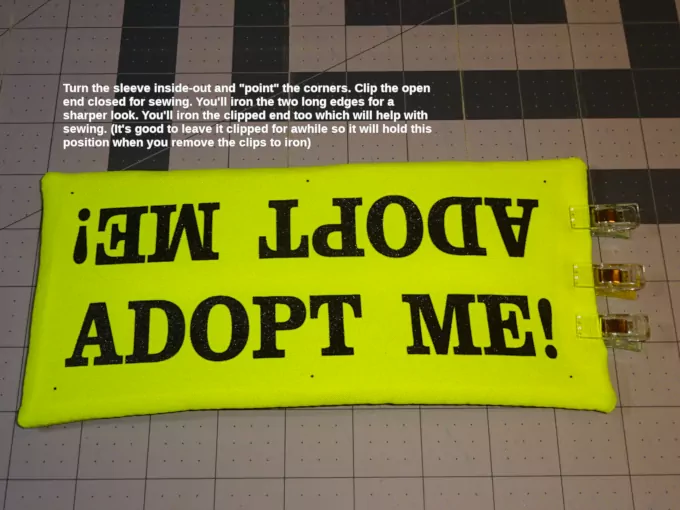 Turn the sleeve inside-out and "point" the corners. Clip the open
end closed for sewing. You'll iron the two long edges for a
sharper look. You'll iron the clipped end too which will help with
sewing. (It's good to leave it clipped for awhile so it will hold this
position when you remove the clips to iron)
ADOPT ME!
ADOPT ME!